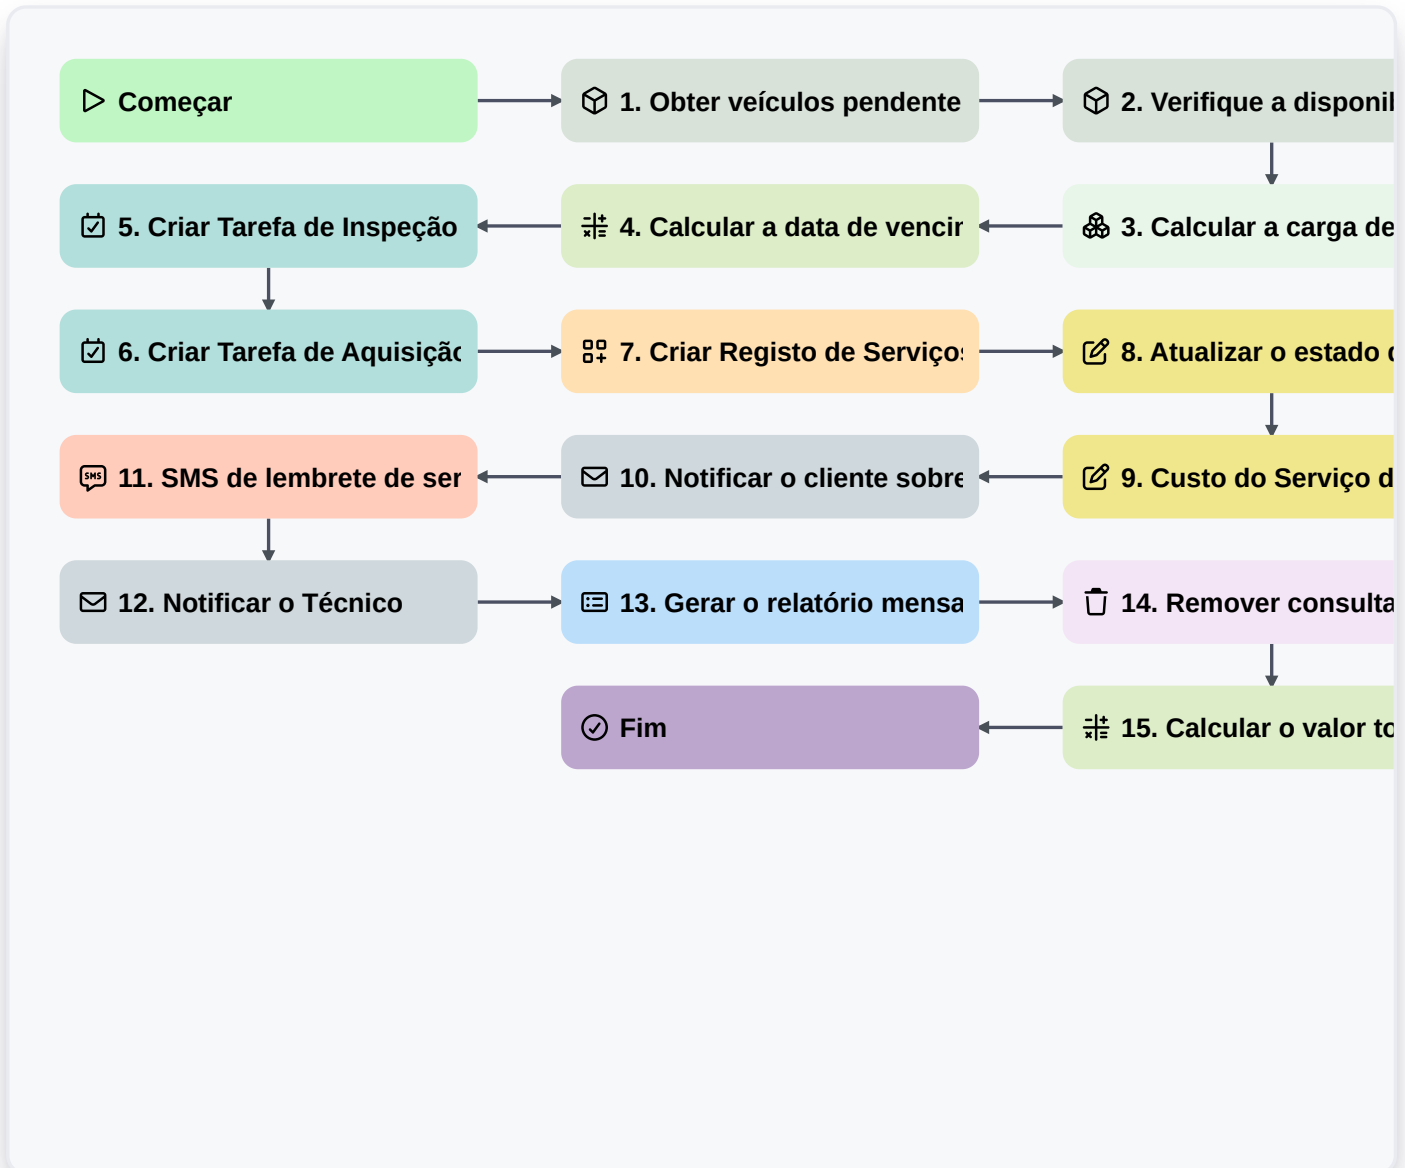 Começar
1. Obter veículos pendente
2. Verifique a
5. Criar Tarefa de Inspeção
4. Calcular a data de
3. Calcular a carga de
6. Criar Tarefa de Aquisição
7. Criar Registo de Serviços
8. Atualizar o estado
11. SMS de lembrete de ser
10. Notificar o cliente sobre
9. Custo do Serviço d
12. Notificar o Técnico
13. Gerar o relatório mensa
14. Remover consulta
Fim
15. Calcular o valor to